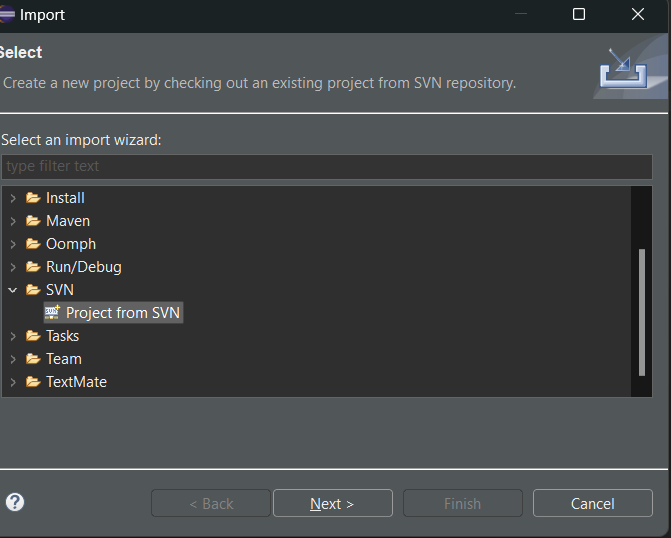 Import
Select
Create a new project by checking out an existing project from SVN repository.
Select an import wizard:
type filter text
Install
Maven
Oomph
Run/Debug
SVN
SVN
Project from SVN
Tasks
Team
TextMate
?
< Back
Next >
Finish
Cancel